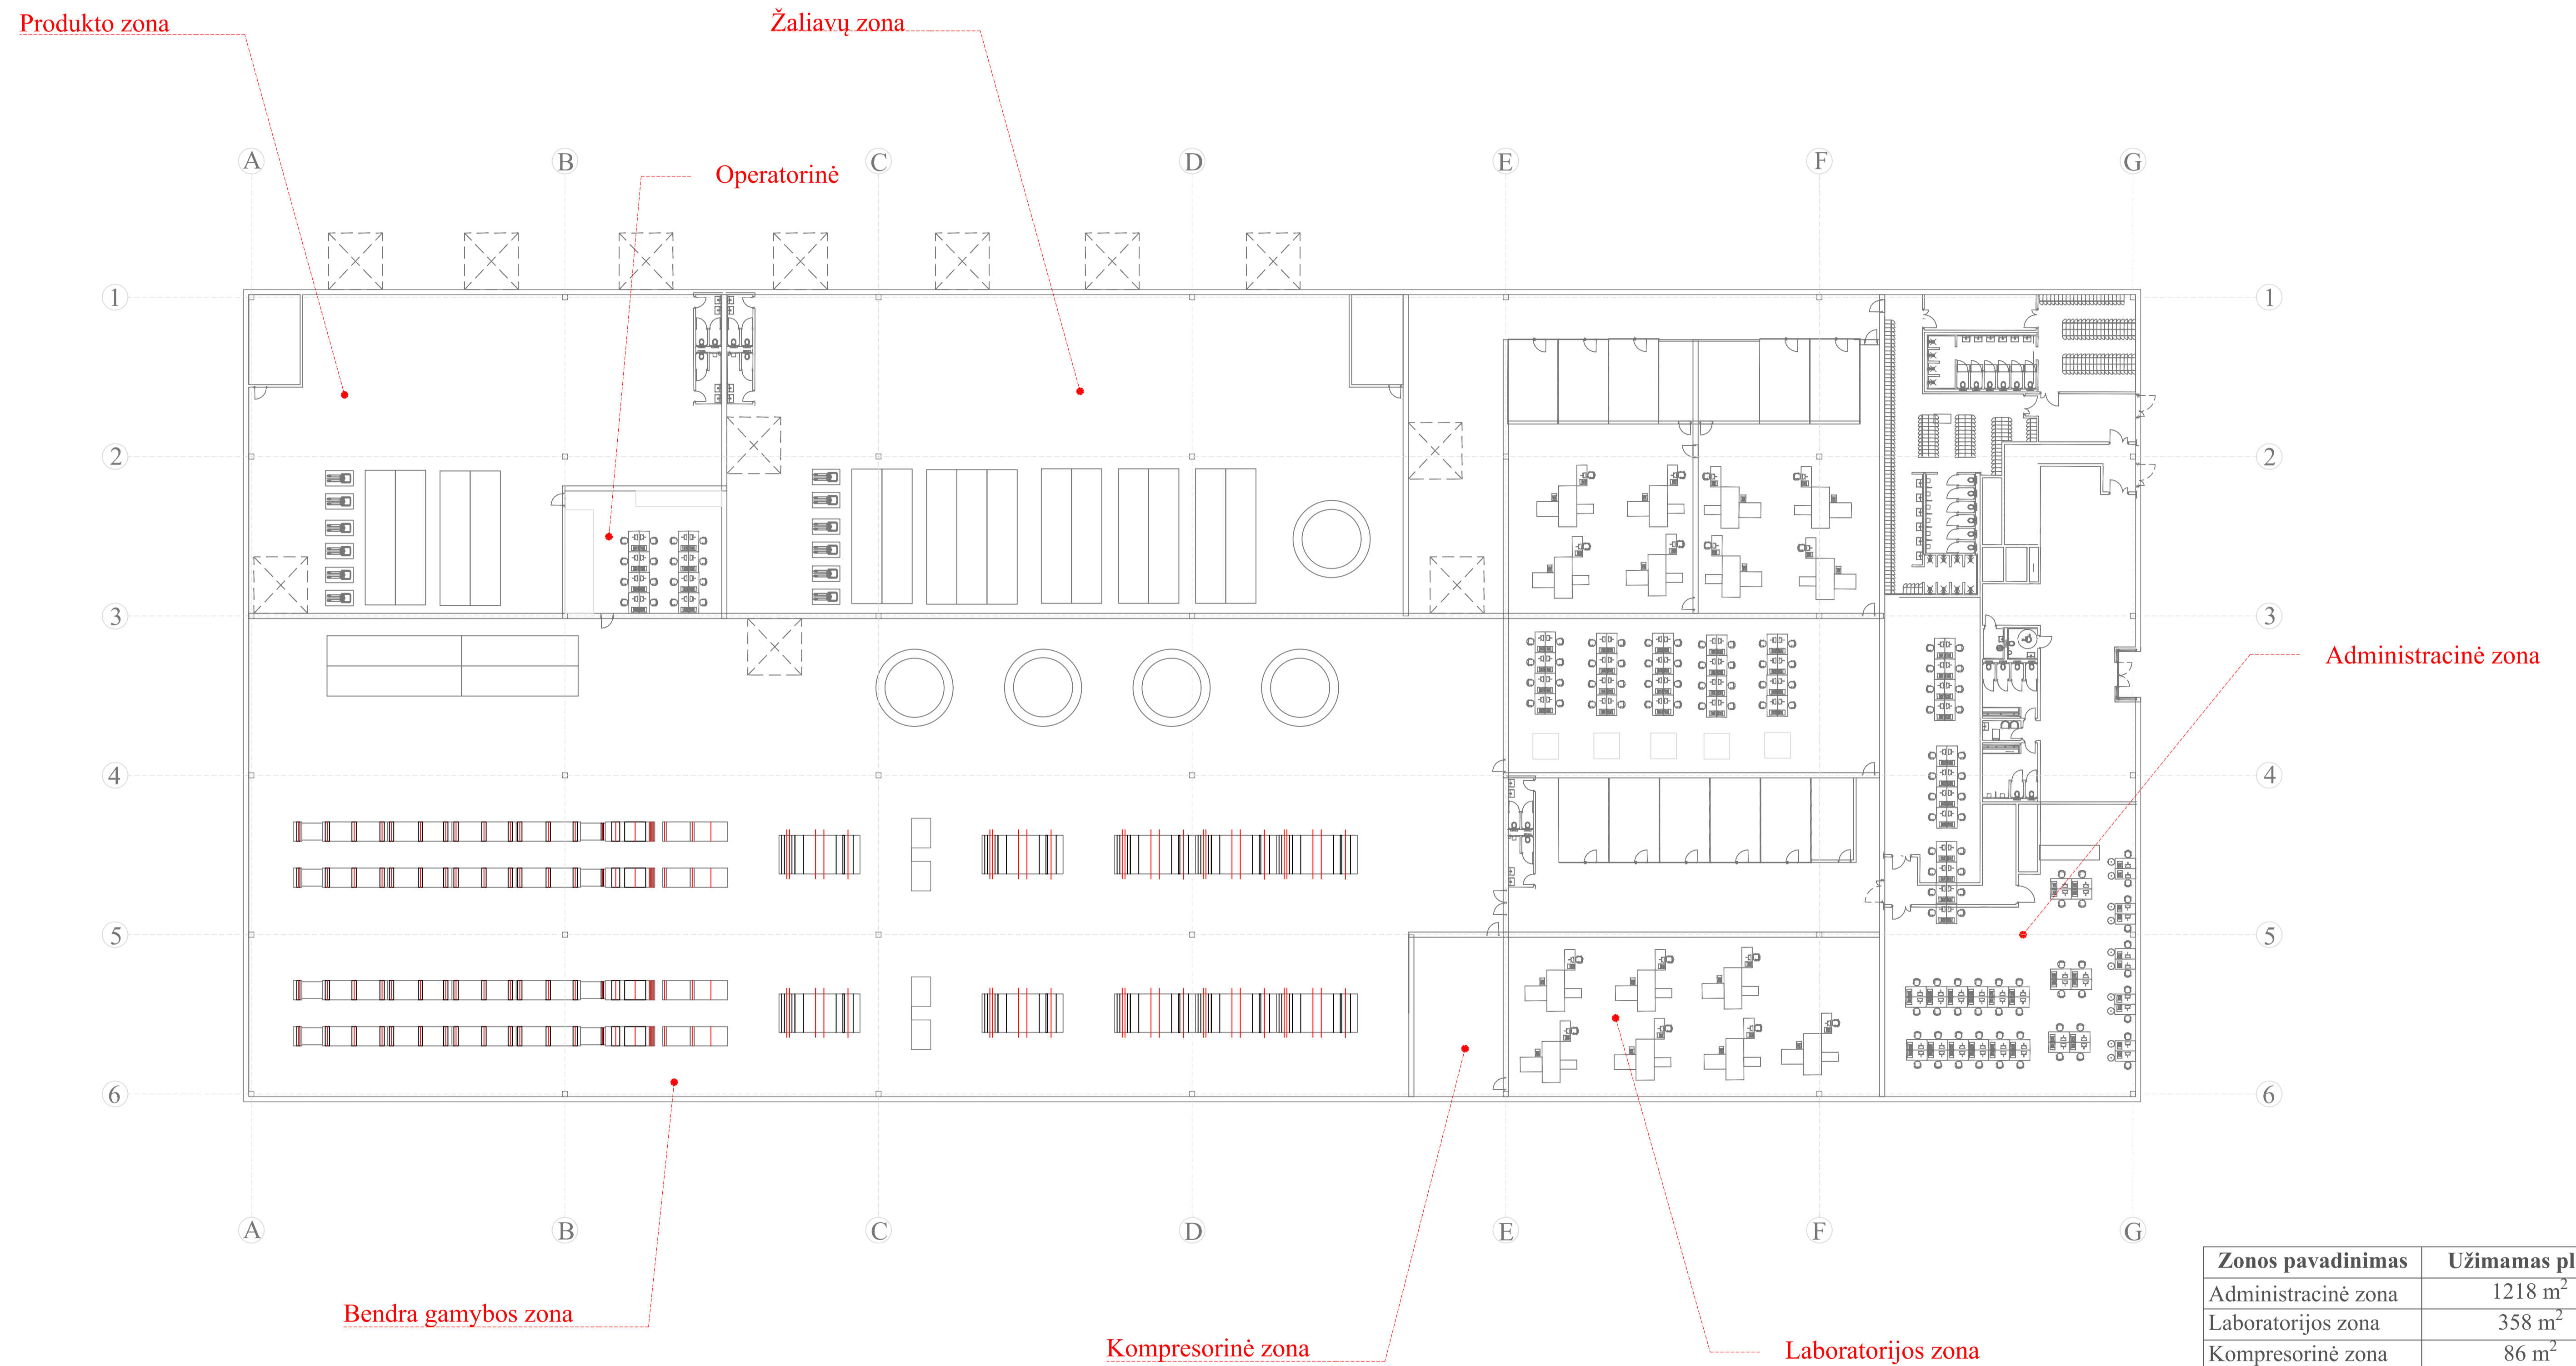 Produkto zona
Žaliavų zona
A B C D E F G
Operatorinė
1 1
2 2
3 3
Administracinė zona
4 4
5 5
6 6
A B C D E F G
Zonos pavadinimas Užimamas pl
Administracinė zona 1218 m²
Bendra gamybos zona
Laboratorijos zona 358 m²
Kompresorinė zona
Laboratorijos zona
Kompresorinė zona 86 m²